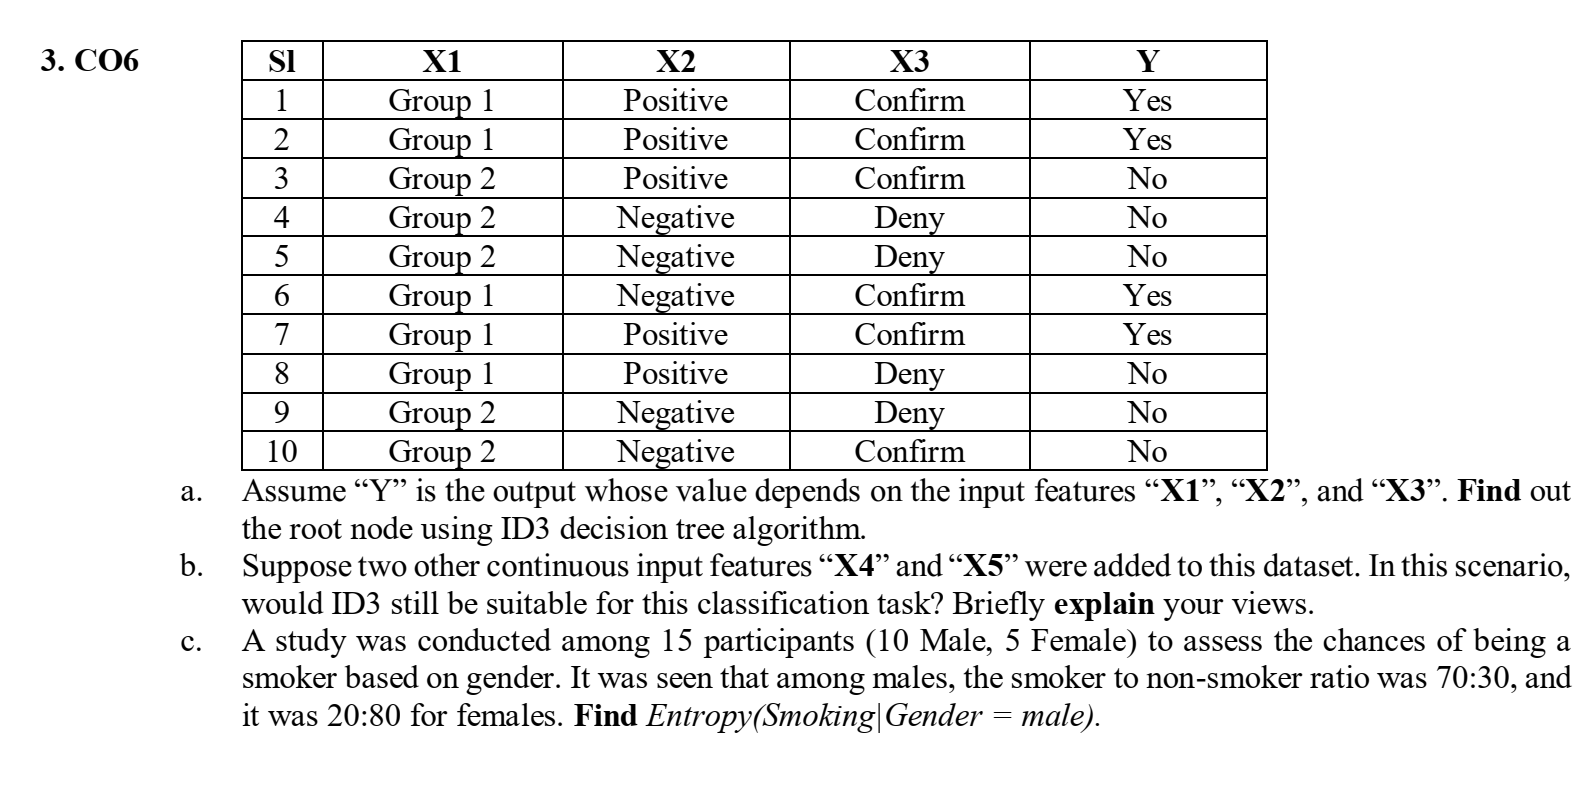 3. CO6
Sl X1 X2 X3 Y
1 Group 1 Positive Confirm Yes
2 Group 1 Positive Confirm Yes
3 Group 2 Positive Confirm No
4 Group 2 Negative Deny No
5 Group 2 Negative Deny No
6 Group 1 Negative Confirm Yes
7 Group 1 Positive Confirm Yes
8 Group 1 Positive Deny No
9 Group 2 Negative Deny No
10 Group 2 Negative Confirm No
a. Assume “Y” is the output whose value depends on the input features “X1”, “X2”, and “X3”. Find out
the root node using ID3 decision tree algorithm.
b. Suppose two other continuous input features “X4” and “X5” were added to this dataset. In this scenario,
would ID3 still be suitable for this classification task? Briefly explain your views.
c. A study was conducted among 15 participants (10 Male, 5 Female) to assess the chances of being a
smoker based on gender. It was seen that among males, the smoker to non-smoker ratio was 70:30, and
it was 20:80 for females. Find Entropy(Smoking|Gender = male).